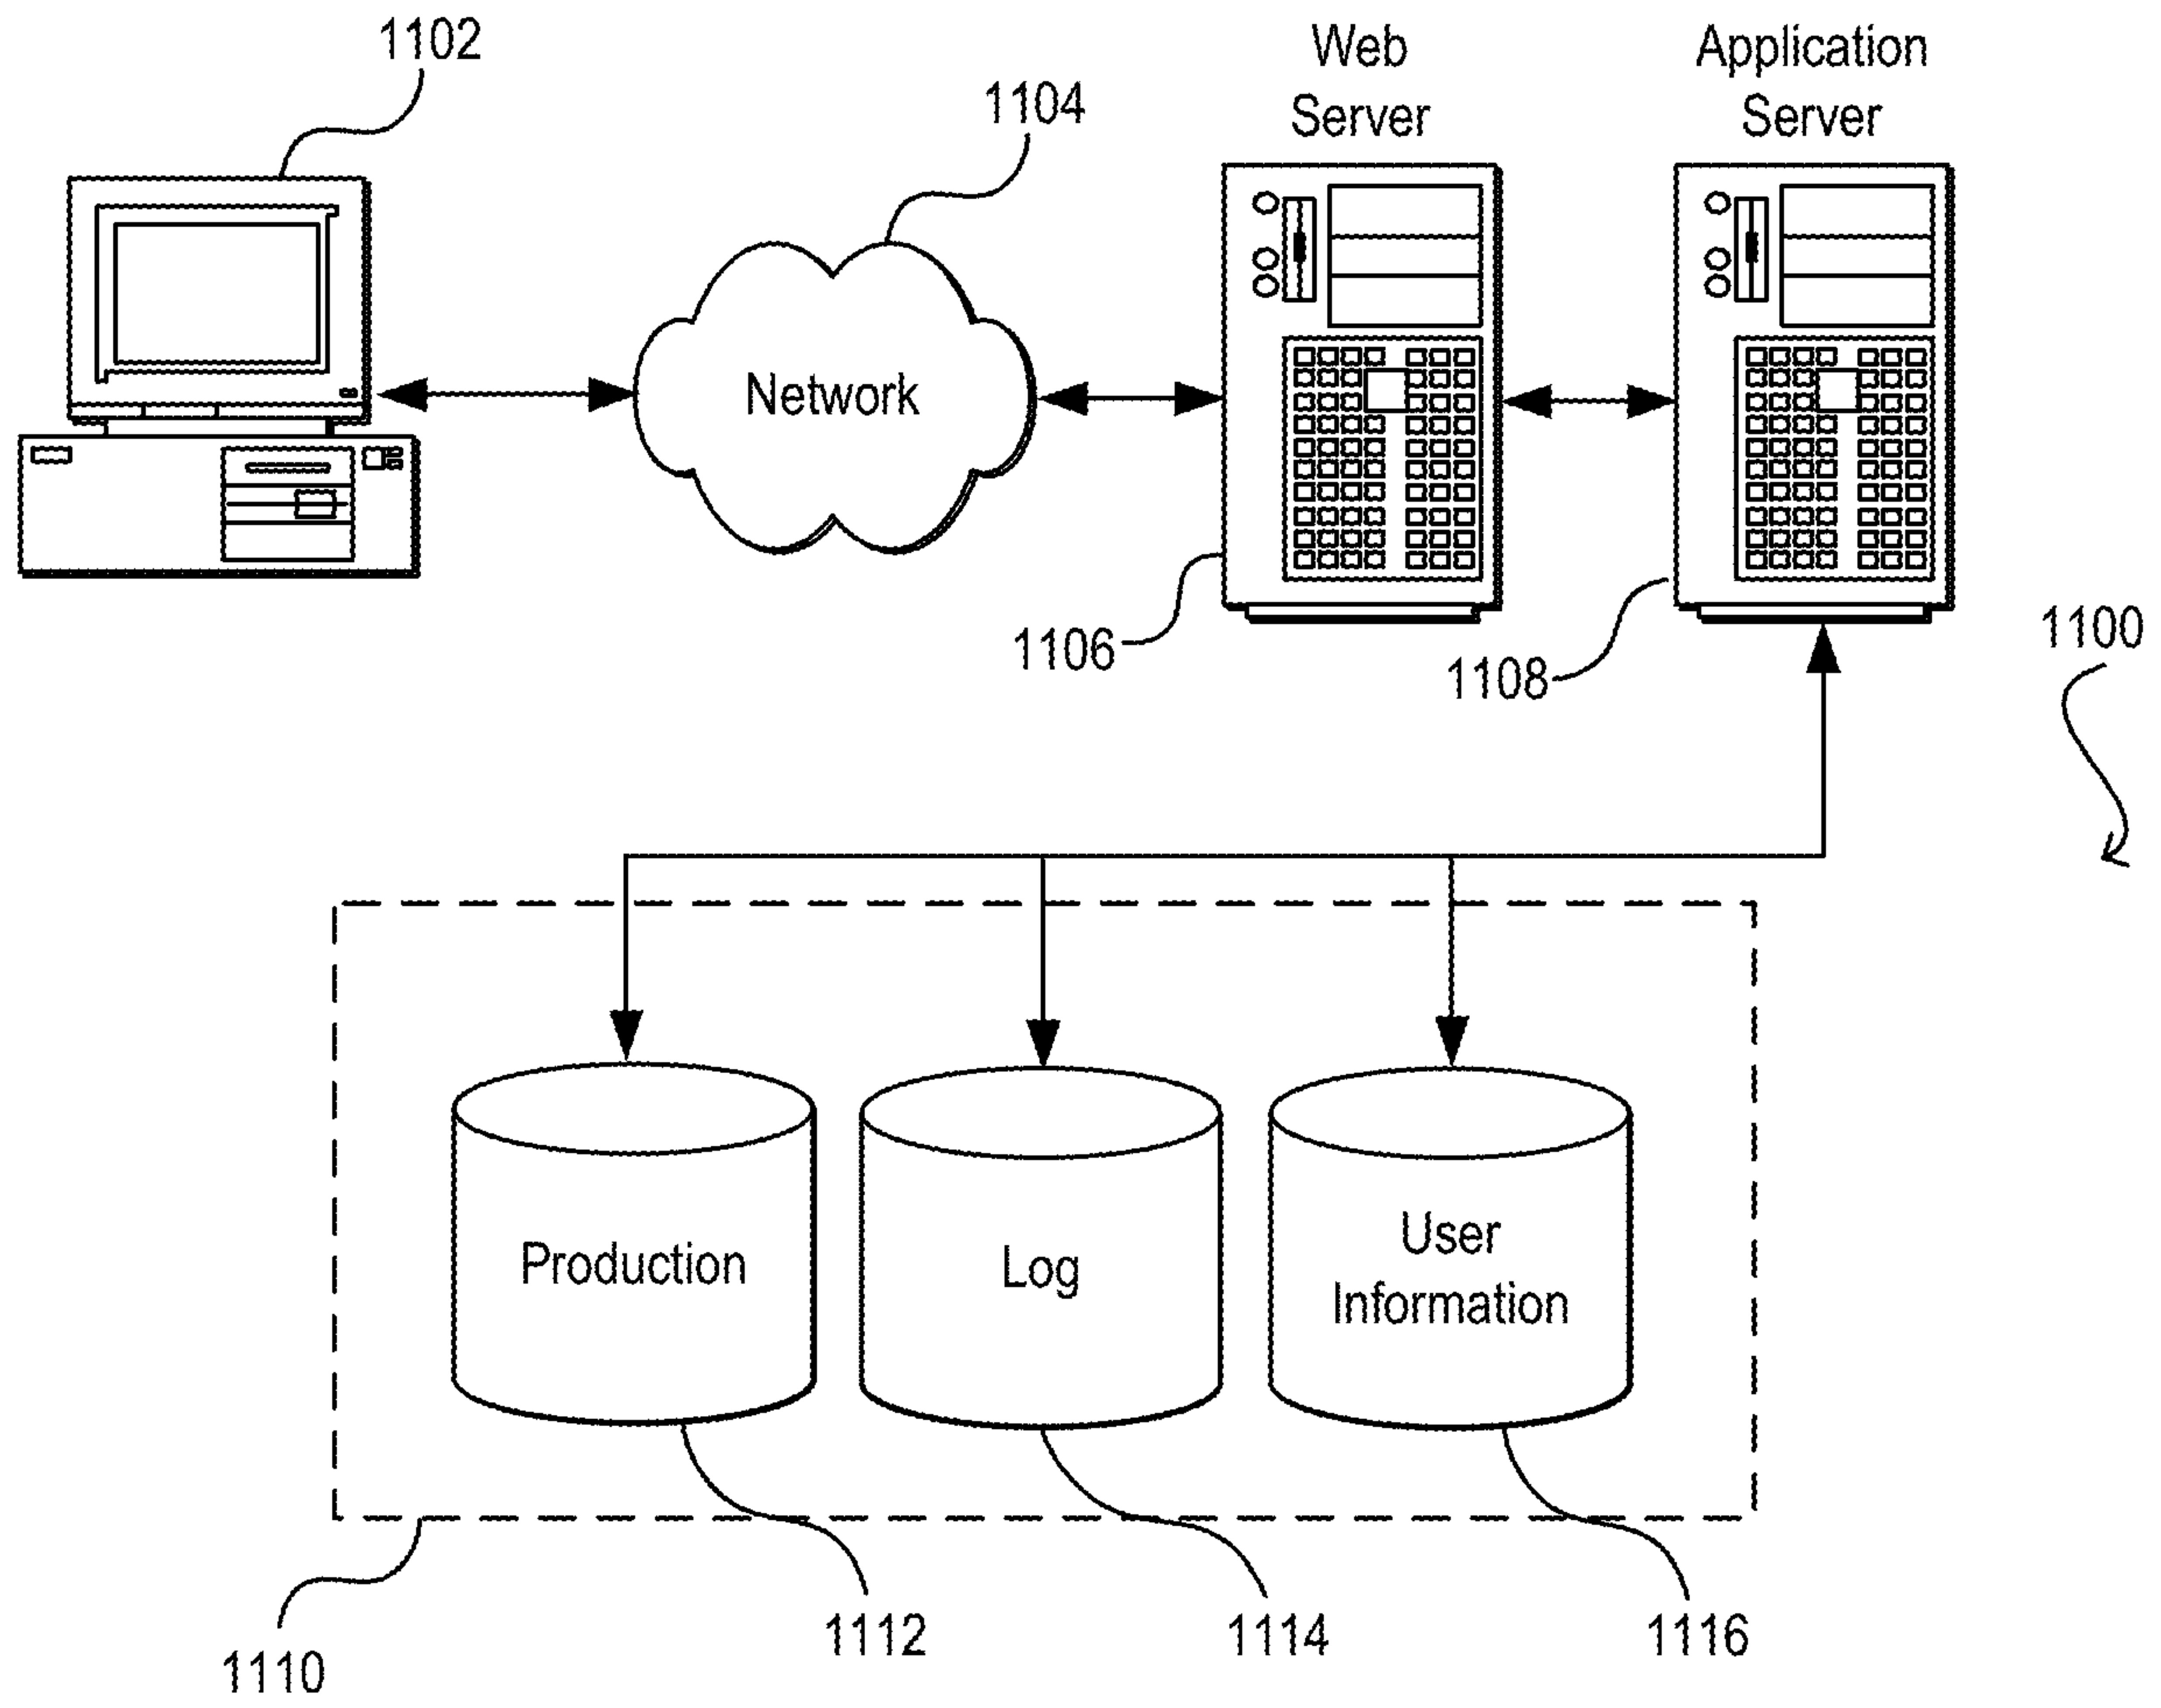 1102
1104
Web
Server
Application
Server
Network
1106
1108
1100
Production
Log
User
Information
1110
1112
1114
1116